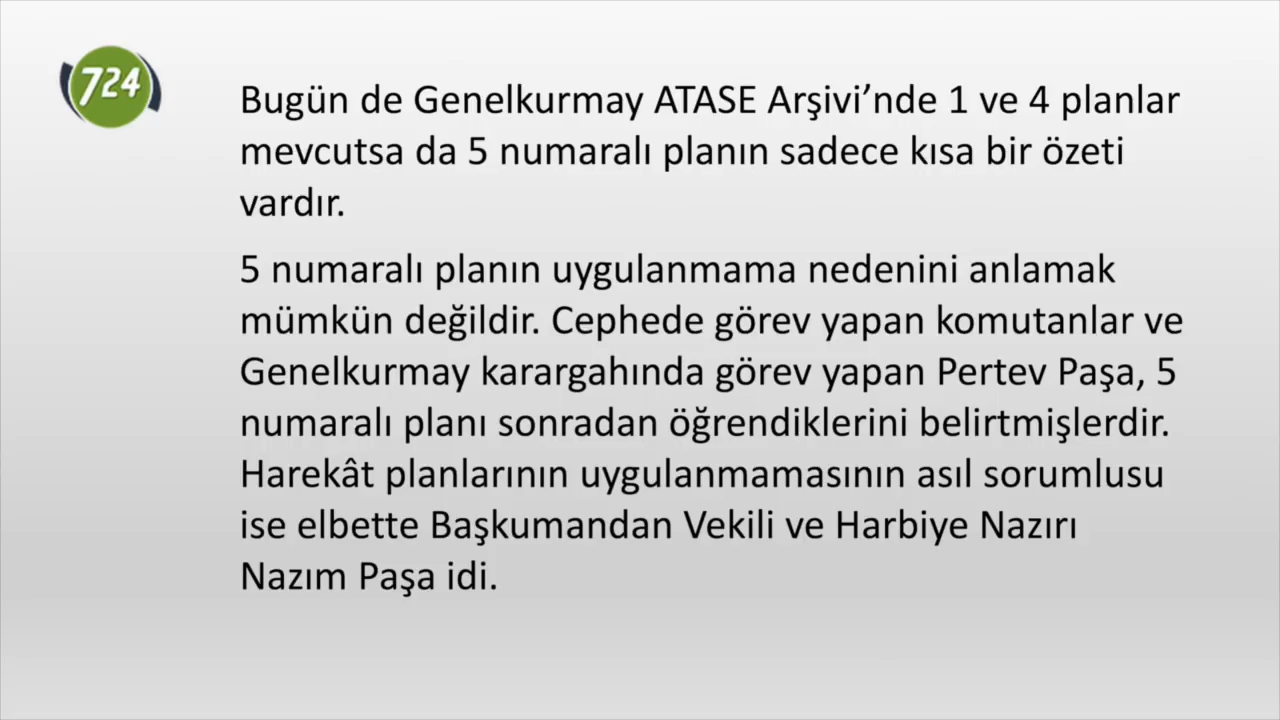 724
Bugün de Genelkurmay ATASE Arşivi’nde 1 ve 4 planlar
mevcutsa da 5 numaralı planın sadece kısa bir özeti
vardır.
5 numaralı planın uygulanmama nedenini anlamak
mümkün değildir. Cephede görev yapan komutanlar ve
Genelkurmay karargahında görev yapan Pertev Paşa, 5
numaralı planı sonradan öğrendiklerini belirtmişlerdir.
Harekât planlarının uygulanmamasının asıl sorumlusu
ise elbette Başkumandan Vekili ve Harbiye Nazırı
Nazım Paşa idi.